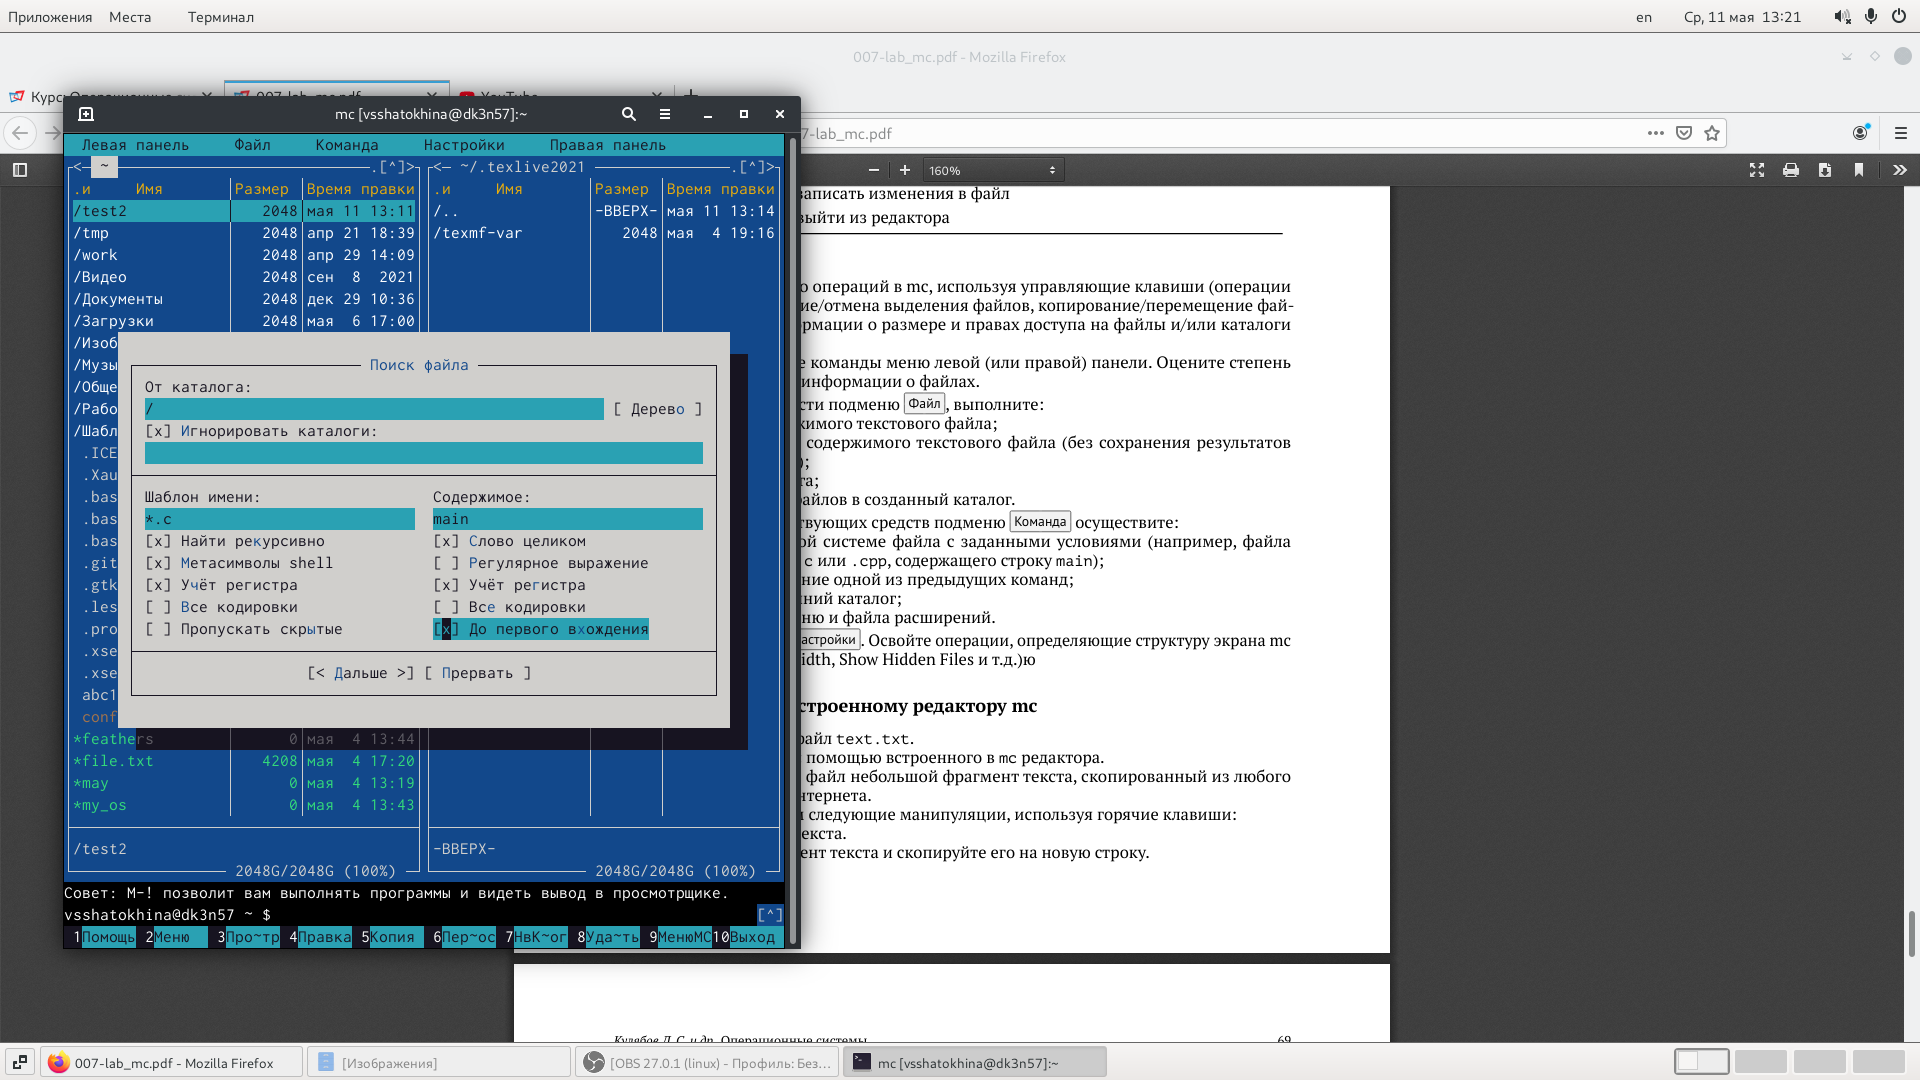 Приложения Места Терминал en Ср, 11 мая 13:21
007-lab_mc.pdf - Mozilla Firefox
mc [vsshatokhina@dk3n57]:~
7-lab_mc.pdf
160%
Левая панель Файл Команда Настройки Правая панель
<— ~ .[^]> <— ~/.texlive2021 .[^]>
.и Имя Размер Время правки .и Имя Размер Время правки
/test2 2048 мая 11 13:11 /.. -ВВЕРХ- мая 11 13:14
/tmp 2048 апр 21 18:39 /texmf-var 2048 мая 4 19:16
/work 2048 апр 29 14:09
/Видео 2048 сен 8 2021
/Документы 2048 дек 29 10:36
/Загрузки 2048 мая 6 17:00
/Изоб
/Музы
/Обще
/Рабо
/Шабл
.ICE
.Xau
.bas
.bas
.bas
.git
.gtk
.les
.pro
.xse
.xse
abc1
conf
*feathers 0 мая 4 13:44
*file.txt 4208 мая 4 17:20
*may 0 мая 4 13:19
*my_os 0 мая 4 13:43
/test2 -ВВЕРХ-
2048G/2048G (100%) 2048G/2048G (100%)
Поиск файла
От каталога:
/ [ Дерево ]
[x] Игнорировать каталоги:
Шаблон имени: Содержимое:
*.c main
[x] Найти рекурсивно [x] Слово целиком
[x] Метасимволы shell [ ] Регулярное выражение
[x] Учёт регистра [x] Учёт регистра
[ ] Все кодировки [ ] Все кодировки
[ ] Пропускать скрытые [x] До первого вхождения
[< Дальше >] [ Прервать ]
Совет: M-! позволит вам выполнять программы и видеть вывод в просмотрщике.
vsshatokhina@dk3n57 ~ $ [^]
1Помощь 2Меню 3Про~тр 4Правка 5Копия 6Пер~ос 7НвК~ог 8Уда~ть 9МенюMC 10Выход
записать изменения в файл
выйти из редактора
о операций в mc, используя управляющие клавиши (операции
ие/отмена выделения файлов, копирование/перемещение фай-
рмации о размере и правах доступа на файлы и/или каталоги
е команды меню левой (или правой) панели. Оцените степень
информации о файлах.
сти подменю Файл , выполните:
жимого текстового файла;
содержимого текстового файла (без сохранения результатов
);
га;
файлов в созданный каталог.
твующих средств подменю Команда осуществите:
ой системе файла с заданными условиями (например, файла
c или .cpp, содержащего строку main);
ние одной из предыдущих команд;
ний каталог;
ню и файла расширений.
астройки . Освойте операции, определяющие структуру экрана mc
idth, Show Hidden Files и т.д.)ю
строенному редактору mc
файл text.txt.
помощью встроенного в mc редактора.
файл небольшой фрагмент текста, скопированный из любого
нтернета.
и следующие манипуляции, используя горячие клавиши:
екста.
ент текста и скопируйте его на новую строку.
Кулябов Д. С. и др. Операционные системы 69
007-lab_mc.pdf - Mozilla Firefox [Изображения] [OBS 27.0.1 (linux) - Профиль: Без... mc [vsshatokhina@dk3n57]:~